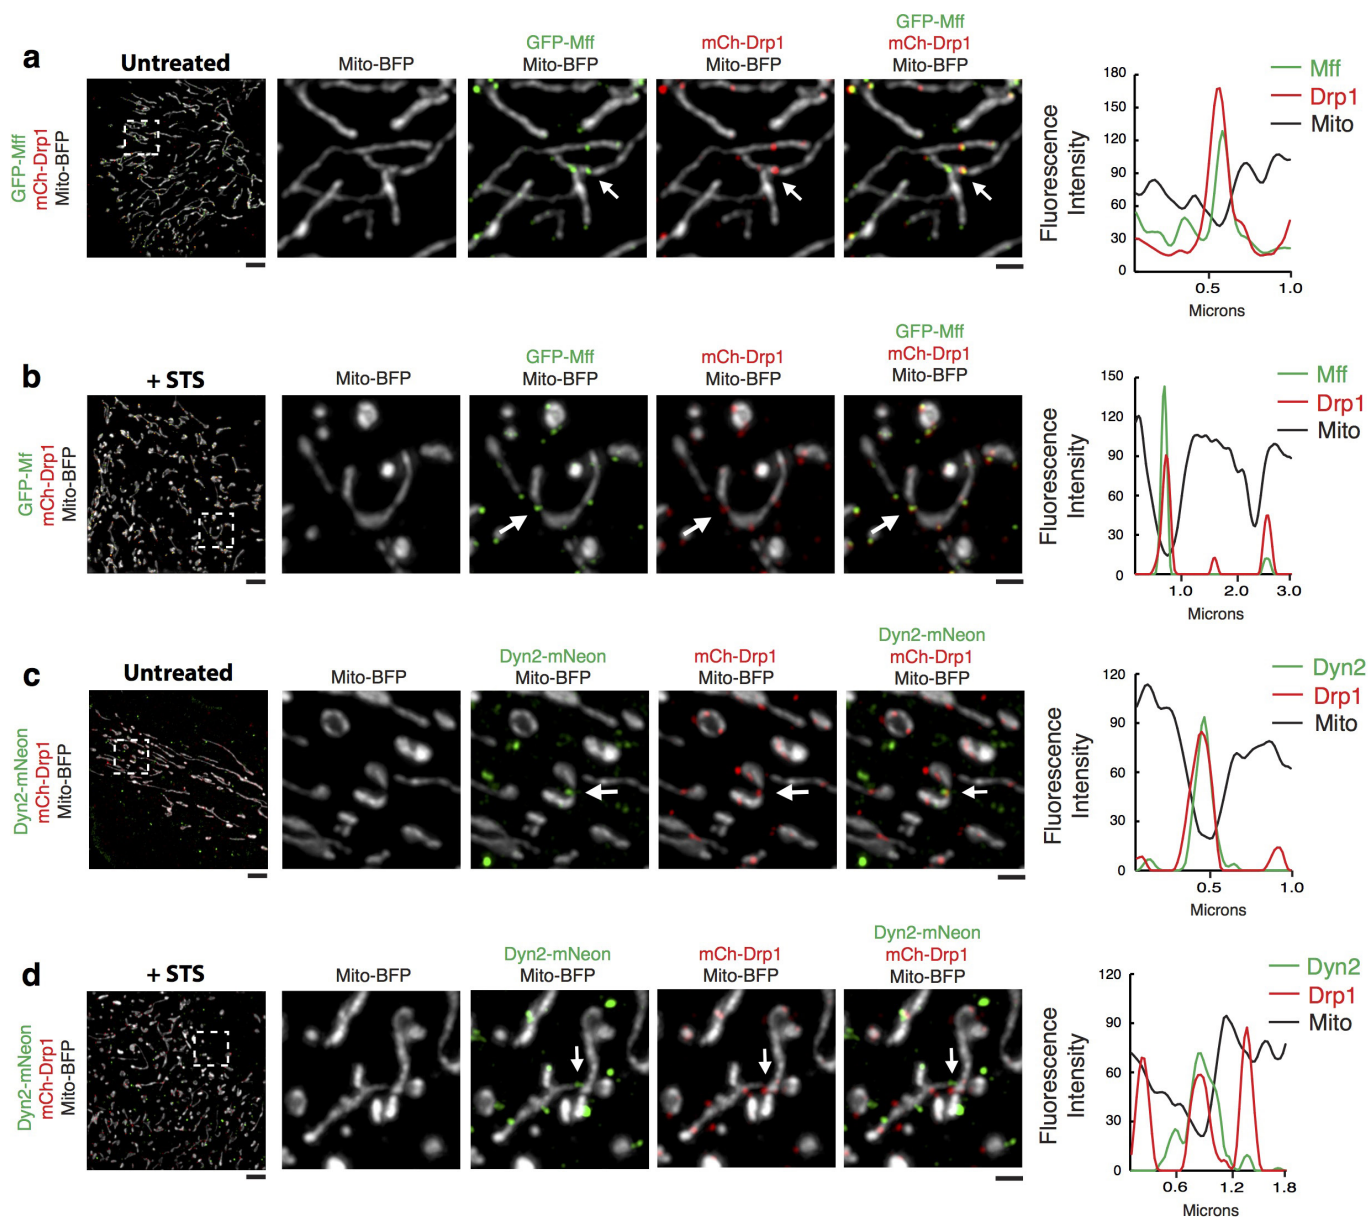 a
Untreated
GFP-Mff
mCh-Drp1
Mito-BFP
Mito-BFP
GFP-Mff
Mito-BFP
mCh-Drp1
Mito-BFP
GFP-Mff
mCh-Drp1
Mito-BFP
Fluorescence
Intensity
180
150
120
90
60
30
0
0.5
1.0
Microns
Mff
Drp1
Mito
b
+ STS
GFP-Mf
mCh-Drp1
Mito-BFP
Mito-BFP
GFP-Mff
Mito-BFP
mCh-Drp1
Mito-BFP
GFP-Mff
mCh-Drp1
Mito-BFP
Fluorescence
Intensity
150
120
90
60
30
0
1.0
2.0
3.0
Microns
Mff
Drp1
Mito
c
Untreated
Dyn2-mNeon
mCh-Drp1
Mito-BFP
Mito-BFP
Dyn2-mNeon
Mito-BFP
mCh-Drp1
Mito-BFP
Dyn2-mNeon
mCh-Drp1
Mito-BFP
Fluorescence
Intensity
120
90
60
30
0
0.5
1.0
Microns
Dyn2
Drp1
Mito
d
+ STS
Dyn2-mNeon
mCh-Drp1
Mito-BFP
Mito-BFP
Dyn2-mNeon
Mito-BFP
mCh-Drp1
Mito-BFP
Dyn2-mNeon
mCh-Drp1
Mito-BFP
Fluorescence
Intensity
120
90
60
30
0
0.6
1.2
1.8
Microns
Dyn2
Drp1
Mito